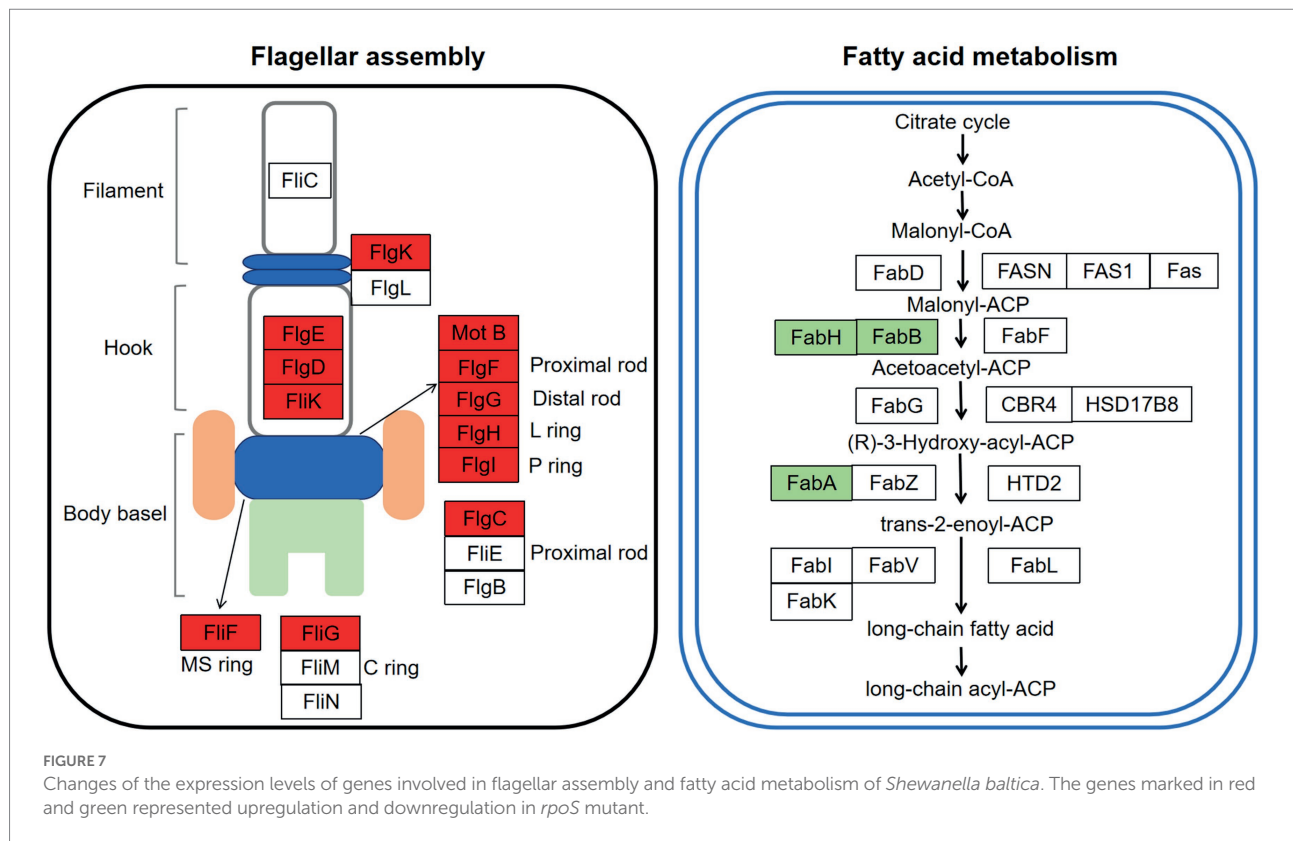 Flagellar assembly
Filament
FliC
FlgK
FlgL
Hook
FlgE
FlgD
FliK
Mot B
FlgF Proximal rod
FlgG Distal rod
FlgH L ring
FlgI P ring
Body basel
FlgC
FliE Proximal rod
FlgB
FliF
MS ring
FliG
FliM C ring
FliN
Fatty acid metabolism
Citrate cycle
Acetyl-CoA
Malonyl-CoA
FabD FASN FAS1 Fas
Malonyl-ACP
FabH FabB FabF
Acetoacetyl-ACP
FabG CBR4 HSD17B8
(R)-3-Hydroxy-acyl-ACP
FabA FabZ HTD2
trans-2-enoyl-ACP
FabI FabV FabL
FabK
long-chain fatty acid
long-chain acyl-ACP
FIGURE 7
Changes of the expression levels of genes involved in flagellar assembly and fatty acid metabolism of Shewanella baltica. The genes marked in red
and green represented upregulation and downregulation in rpoS mutant.